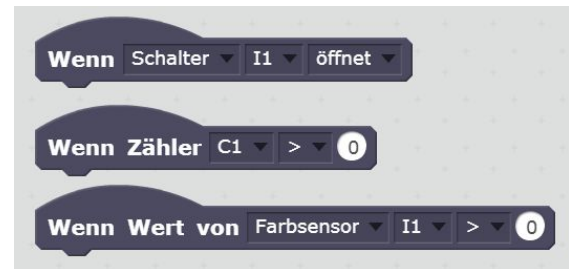 Wenn Schalter I1 öffnet
Wenn Zähler C1 > 0
Wenn Wert von Farbsensor I1 > 0